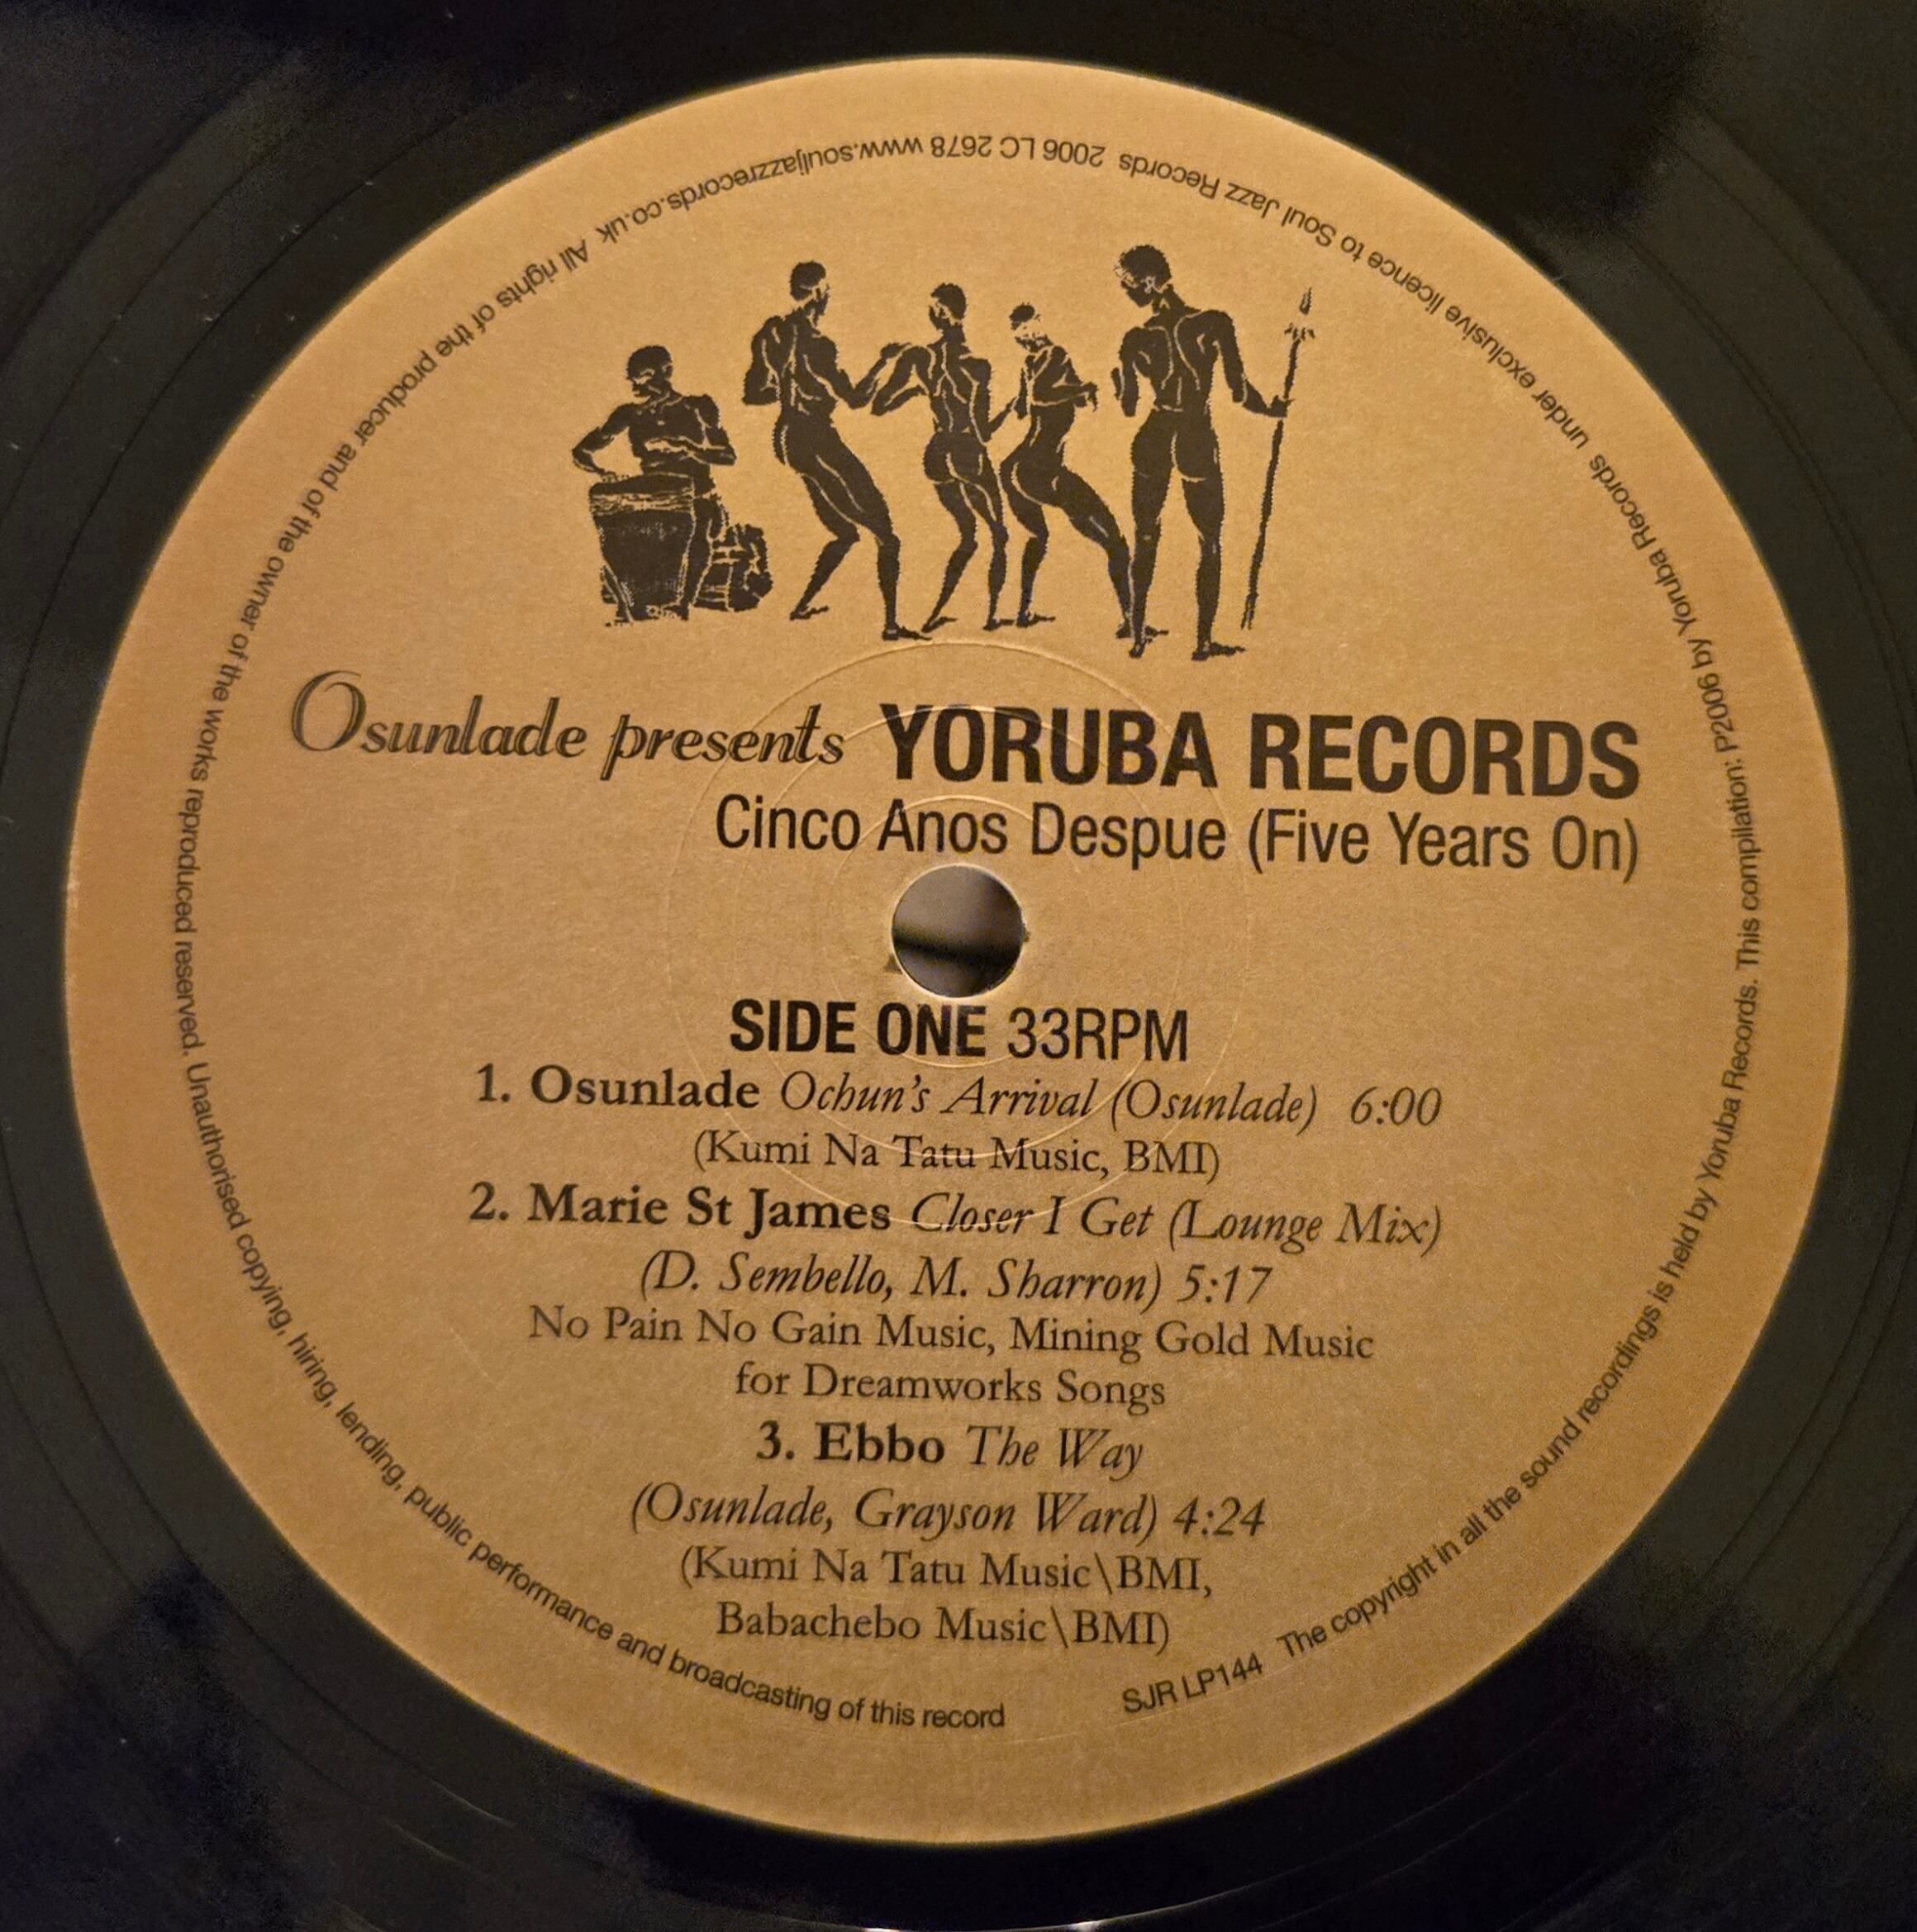 Osunlade presents YORUBA RECORDS
Cinco Anos Despue (Five Years On)
SIDE ONE 33RPM
1. Osunlade Ochun's Arrival (Osunlade) 6:00
(Kumi Na Tatu Music, BMI)
2. Marie St James Closer I Get (Lounge Mix)
(D. Sembello, M. Sharron) 5:17
No Pain No Gain Music, Mining Gold Music
for Dreamworks Songs
3. Ebbo The Way
(Osunlade, Grayson Ward) 4:24
(Kumi Na Tatu Music\BMI,
Babachebo Music\BMI)
SJR LP144 The copyright in all the sound recordings is held by Yoruba Records. This compilation: P2006 by Yoruba Records under exclusive licence to Soul Jazz Records 2006 LC 2678 www.souljazzrecords.co.uk All rights of the producer and of the owner of the works reproduced reserved. Unauthorised copying, hiring, lending, public performance and broadcasting of this record